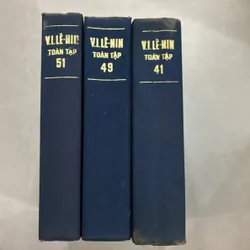 V.I.LÊ-NIN
TOÀN TẬP
51
V.I.LÊ-NIN
TOÀN TẬP
49
V.I.LÊ-NIN
TOÀN TẬP
41